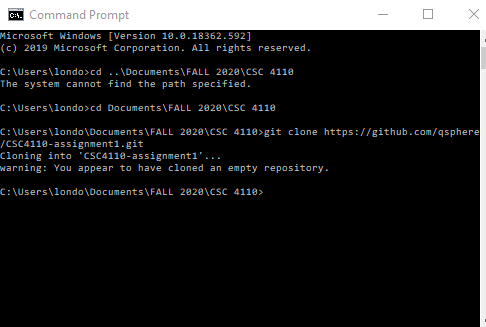 Command Prompt
Microsoft Windows [Version 10.0.18362.592]
(c) 2019 Microsoft Corporation. All rights reserved.
C:\Users\londo>cd ..\Documents\FALL 2020\CSC 4110
The system cannot find the path specified.
C:\Users\londo>cd Documents\FALL 2020\CSC 4110
C:\Users\londo\Documents\FALL 2020\CSC 4110>git clone https://github.com/qsphere
/CSC4110-assignment1.git
Cloning into 'CSC4110-assignment1'...
warning: You appear to have cloned an empty repository.
C:\Users\londo\Documents\FALL 2020\CSC 4110>